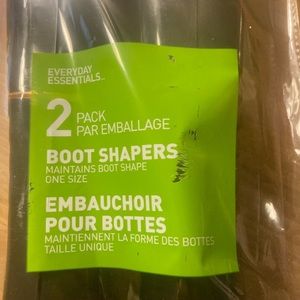 EVERYDAY
ESSENTIALS™
2 PACK
PAR EMBALLAGE
BOOT SHAPERS
MAINTAINS BOOT SHAPE
ONE SIZE
EMBAUCHOIR
POUR BOTTES
MAINTIENNENT LA FORME DES BOTTES
TAILLE UNIQUE